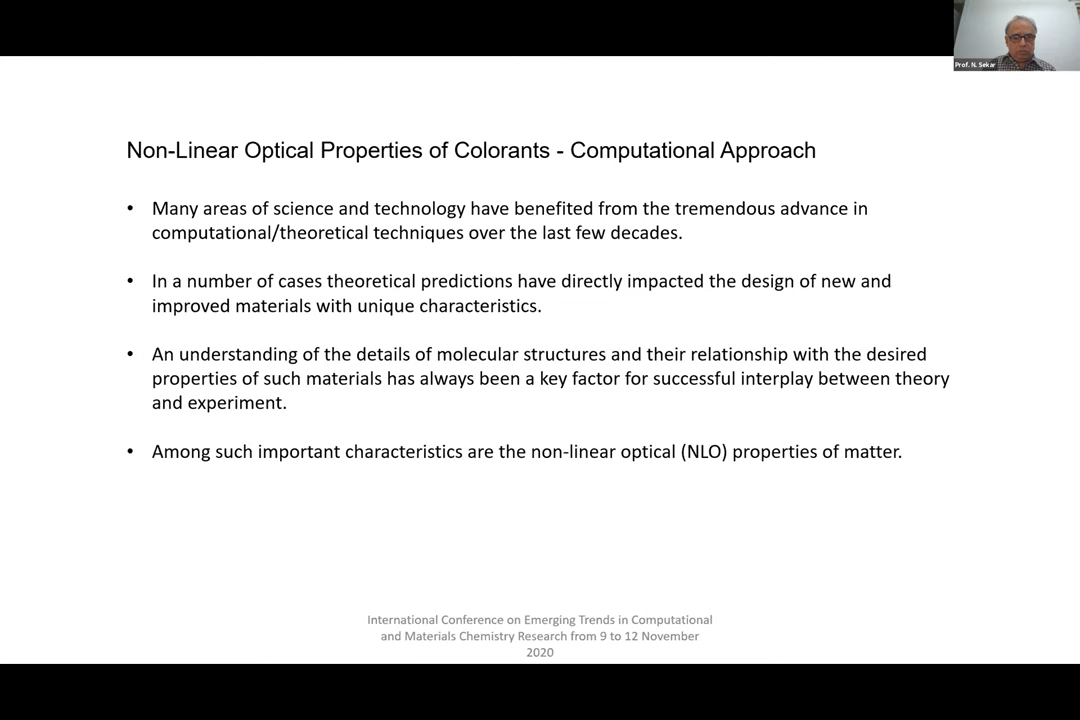 Prof. N. Sekar
Non-Linear Optical Properties of Colorants - Computational Approach
• Many areas of science and technology have benefited from the tremendous advance in
computational/theoretical techniques over the last few decades.
• In a number of cases theoretical predictions have directly impacted the design of new and
improved materials with unique characteristics.
• An understanding of the details of molecular structures and their relationship with the desired
properties of such materials has always been a key factor for successful interplay between theory
and experiment.
• Among such important characteristics are the non-linear optical (NLO) properties of matter.
International Conference on Emerging Trends in Computational
and Materials Chemistry Research from 9 to 12 November
2020